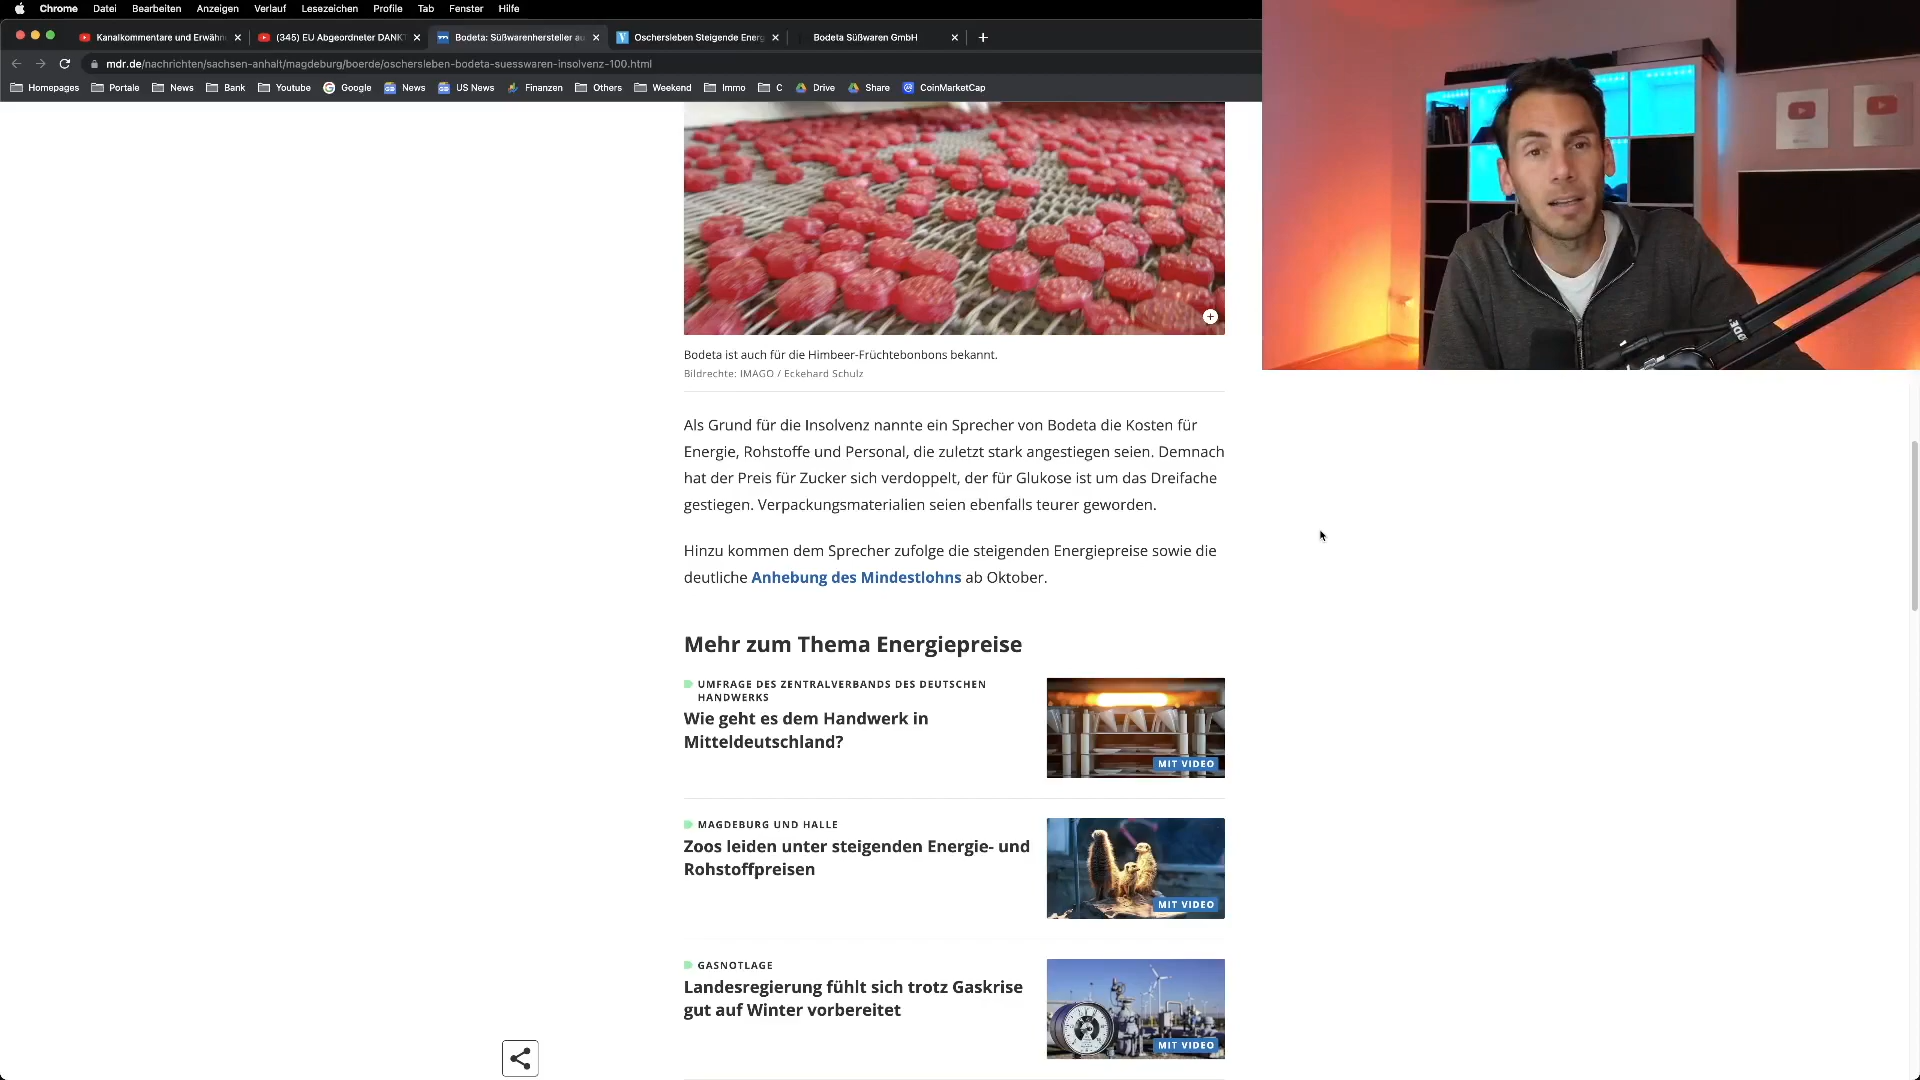 Chrome Datei Bearbeiten Anzeigen Verlauf Lesezeichen Profile Tab Fenster Hilfe
Kanalkommentare und Erwähn (345) EU Abgeordneter DANKT Bodeta: Süßwarenhersteller au Oschersleben Steigende Energ Bodeta Süßwaren GmbH
mdr.de/nachrichten/sachsen-anhalt/magdeburg/boerde/oschersleben-bodeta-suesswaren-insolvenz-100.html
Homepages Portale News Bank Youtube Google News US News Finanzen Others Weekend Immo C Drive Share CoinMarketCap
Bodeta ist auch für die Himbeer-Früchtebonbons bekannt.
Bildrechte: IMAGO / Eckehard Schulz
Als Grund für die Insolvenz nannte ein Sprecher von Bodeta die Kosten für
Energie, Rohstoffe und Personal, die zuletzt stark angestiegen seien. Demnach
hat der Preis für Zucker sich verdoppelt, der für Glukose ist um das Dreifache
gestiegen. Verpackungsmaterialien seien ebenfalls teurer geworden.
Hinzu kommen dem Sprecher zufolge die steigenden Energiepreise sowie die
deutliche Anhebung des Mindestlohns ab Oktober.
Mehr zum Thema Energiepreise
UMFRAGE DES ZENTRALVERBANDS DES DEUTSCHEN
HANDWERKS
Wie geht es dem Handwerk in
Mitteldeutschland?
MIT VIDEO
MAGDEBURG UND HALLE
Zoos leiden unter steigenden Energie- und
Rohstoffpreisen
MIT VIDEO
GASNOTLAGE
Landesregierung fühlt sich trotz Gaskrise
gut auf Winter vorbereitet
MIT VIDEO
RODE